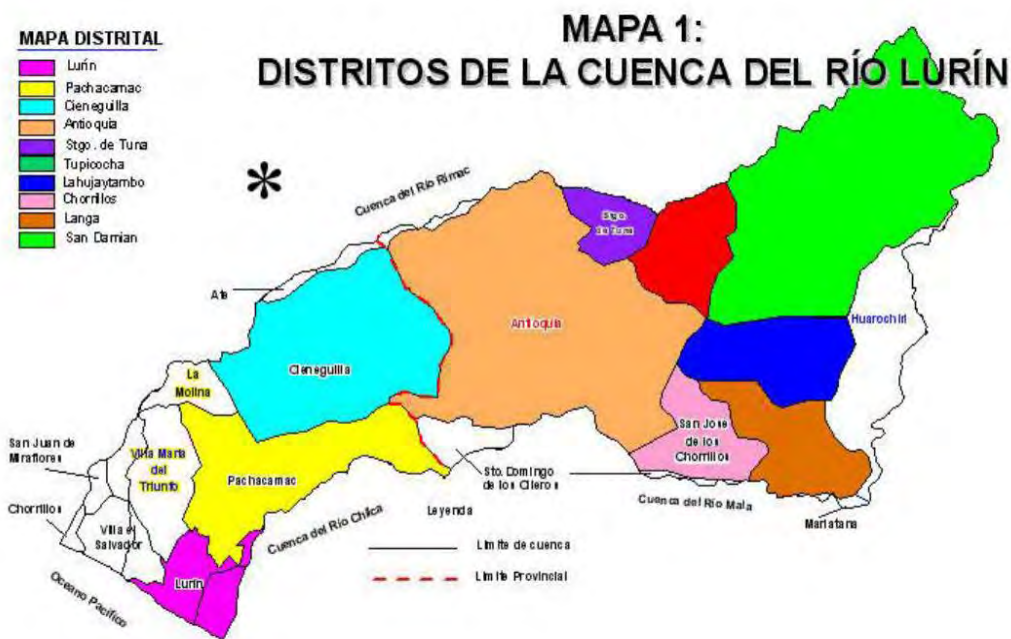 MAPA 1:
DISTRITOS DE LA CUENCA DEL RÍO LURÍN
MAPA DISTRITAL
Lurín
Pachacamac
Cieneguilla
Antioquia
Stgo. de Tuna
Tupicocha
Lahujaytambo
Chorrillos
Langa
San Damian
*
Cuenca del Río Rimac
Stgo
de Tuna
Ate
Antioquia
Huarochirí
Cieneguilla
La
Molina
San Juan de
Miraflores
Villa María
del
Triunfo
San Jose
de los
Chorrillos
Pachacamac
Sto. Domingo
de los Olleros
Cuenca del Río Mala
Mariatana
Chorrillos
Villa el
Salvador
Cuenca del Río Chilca
Leyenda
Limite de cuenca
Limite Provincial
Lurín
Oceano Pacífico